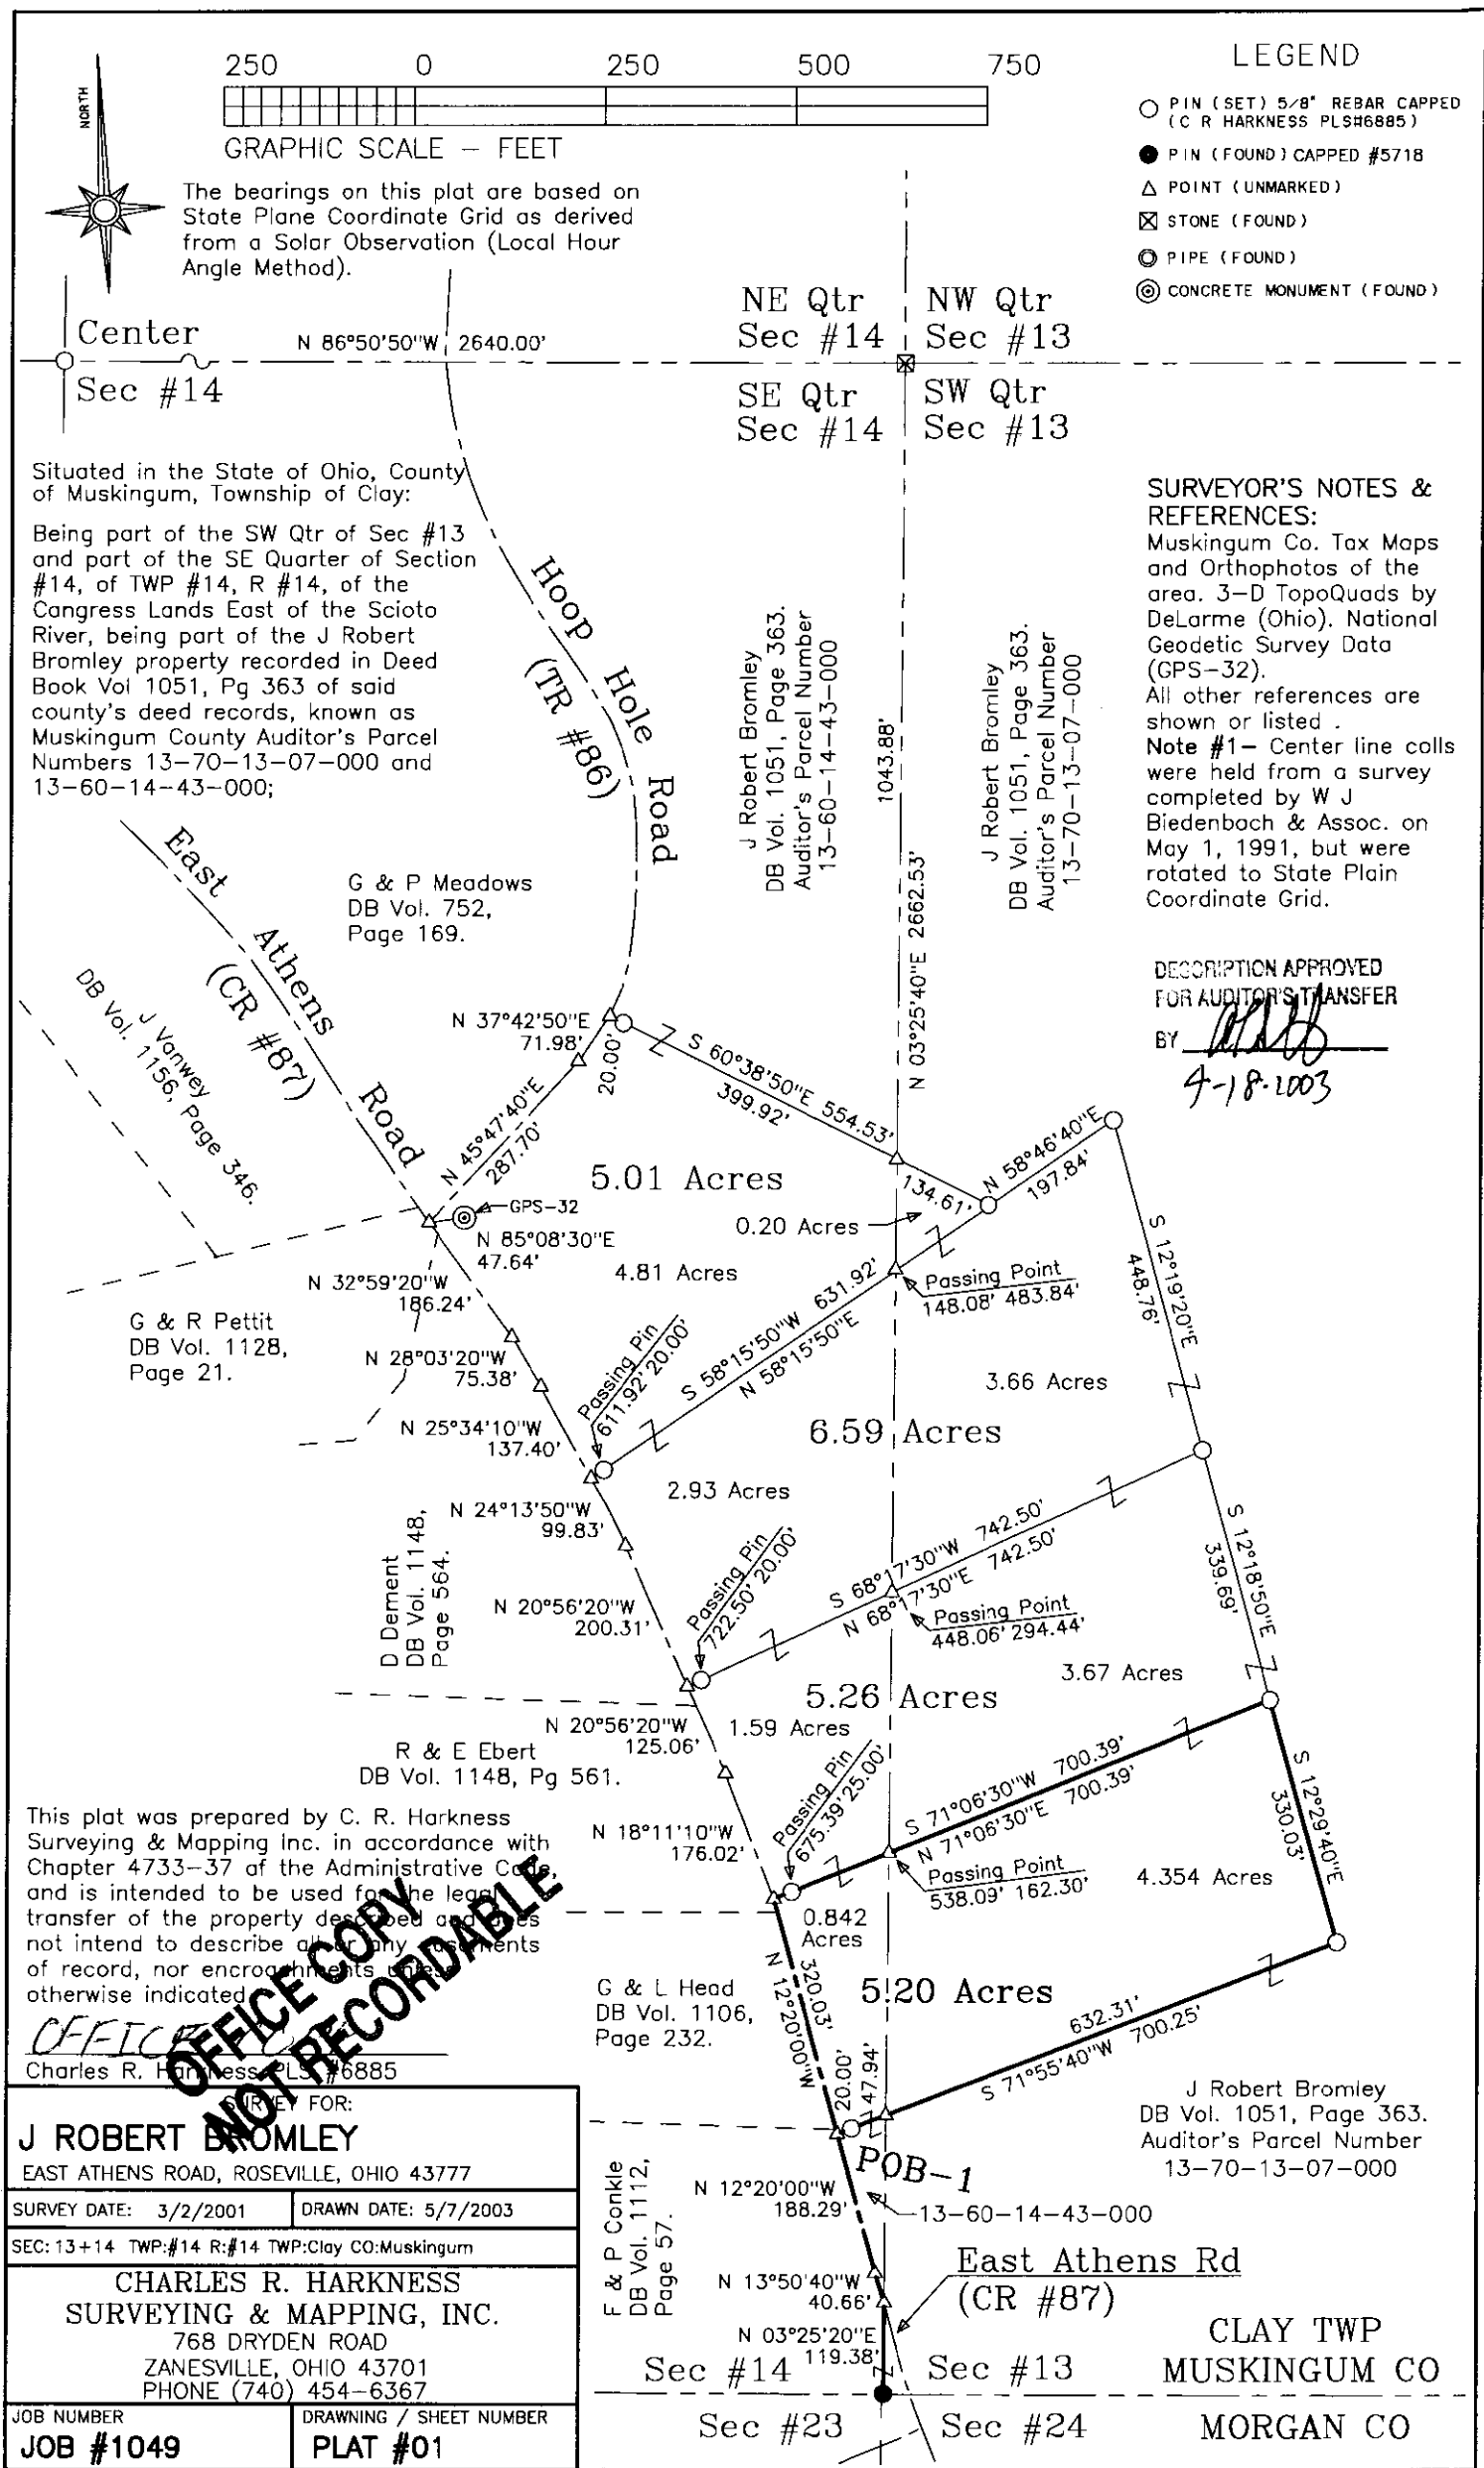 250 0 250 500 750
GRAPHIC SCALE - FEET
NORTH
The bearings on this plat are based on
State Plane Coordinate Grid as derived
from a Solar Observation (Local Hour
Angle Method).
LEGEND
PIN (SET) 5/8" REBAR CAPPED
(C R HARKNESS PLS#6885)
PIN (FOUND) CAPPED #5718
POINT (UNMARKED)
STONE (FOUND)
PIPE (FOUND)
CONCRETE MONUMENT (FOUND)
Center
Sec #14
N 86°50'50"W 2640.00'
NE Qtr
Sec #14
NW Qtr
Sec #13
SE Qtr
Sec #14
SW Qtr
Sec #13
Situated in the State of Ohio, County
of Muskingum, Township of Clay:
Being part of the SW Qtr of Sec #13
and part of the SE Quarter of Section
#14, of TWP #14, R #14, of the
Cangress Lands East of the Scioto
River, being part of the J Robert
Bromley property recorded in Deed
Book Vol 1051, Pg 363 of said
county's deed records, known as
Muskingum County Auditor's Parcel
Numbers 13-70-13-07-000 and
13-60-14-43-000;
Hoop Hole Road
(TR #86)
J Robert Bromley
DB Vol. 1051, Page 363.
Auditor's Parcel Number
13-60-14-43-000
1043.88'
N 03°25'40"E 2662.53'
J Robert Bromley
DB Vol. 1051, Page 363.
Auditor's Parcel Number
13-70-13-07-000
SURVEYOR'S NOTES &
REFERENCES:
Muskingum Co. Tax Maps
and Orthophotos of the
area. 3-D TopoQuads by
DeLorme (Ohio). National
Geodetic Survey Data
(GPS-32).
All other references are
shown or listed .
Note #1- Center line calls
were held from a survey
completed by W J
Biedenbach & Assoc. on
May 1, 1991, but were
rotated to State Plain
Coordinate Grid.
DESCRIPTION APPROVED
FOR AUDITOR'S TRANSFER
BY
4-18-2003
East Athens Road
(CR #87)
G & P Meadows
DB Vol. 752,
Page 169.
J Vanwey
DB Vol. 1156, Page 346.
N 37°42'50"E
71.98'
20.00'
N 45°47'40"E
287.70'
S 60°38'50"E 554.53'
399.92'
134.61'
N 58°46'40"E
197.84'
5.01 Acres
0.20 Acres
4.81 Acres
GPS-32
N 85°08'30"E
47.64'
N 32°59'20"W
186.24'
G & R Pettit
DB Vol. 1128,
Page 21.
N 28°03'20"W
75.38'
N 25°34'10"W
137.40'
Passing Pin
611.92' 20.00'
S 58°15'50"W 631.92'
N 58°15'50"E
Passing Point
148.08' 483.84'
S 12°19'20"E
448.76'
3.66 Acres
6.59 Acres
2.93 Acres
N 24°13'50"W
99.83'
D Dement
DB Vol. 1148,
Page 564.
N 20°56'20"W
200.31'
Passing Pin
722.50' 20.00'
S 68°17'30"W 742.50'
N 68°17'30"E 742.50'
Passing Point
448.06' 294.44'
S 12°18'50"E
339.69'
3.67 Acres
5.26 Acres
1.59 Acres
N 20°56'20"W
125.06'
R & E Ebert
DB Vol. 1148, Pg 561.
N 18°11'10"W
176.02'
Passing Pin
675.39' 25.00'
S 71°06'30"W 700.39'
N 71°06'30"E 700.39'
Passing Point
538.09' 162.30'
S 12°29'40"E
330.03'
4.354 Acres
0.842
Acres
5.20 Acres
N 12°20'00"W
320.03'
G & L Head
DB Vol. 1106,
Page 232.
20.00'
47.94'
632.31'
S 71°55'40"W 700.25'
POB-1
J Robert Bromley
DB Vol. 1051, Page 363.
Auditor's Parcel Number
13-70-13-07-000
F & P Conkle
DB Vol. 1112,
Page 57.
N 12°20'00"W
188.29'
13-60-14-43-000
N 13°50'40"W
40.66'
East Athens Rd
(CR #87)
N 03°25'20"E
119.38'
Sec #14
Sec #13
Sec #23
Sec #24
CLAY TWP
MUSKINGUM CO
MORGAN CO
This plat was prepared by C. R. Harkness
Surveying & Mapping Inc. in accordance with
Chapter 4733-37 of the Administrative Code,
and is intended to be used for the legal
transfer of the property described and does
not intend to describe all or any easements
of record, nor encroachments unless
otherwise indicated
OFFICE COPY
Charles R. Harkness PLS #6885
OFFICE COPY
NOT RECORDABLE
SURVEY FOR:
J ROBERT BROMLEY
EAST ATHENS ROAD, ROSEVILLE, OHIO 43777
SURVEY DATE: 3/2/2001
DRAWN DATE: 5/7/2003
SEC: 13+14 TWP:#14 R:#14 TWP:Clay CO:Muskingum
CHARLES R. HARKNESS
SURVEYING & MAPPING, INC.
768 DRYDEN ROAD
ZANESVILLE, OHIO 43701
PHONE (740) 454-6367
JOB NUMBER
JOB #1049
DRAWING / SHEET NUMBER
PLAT #01